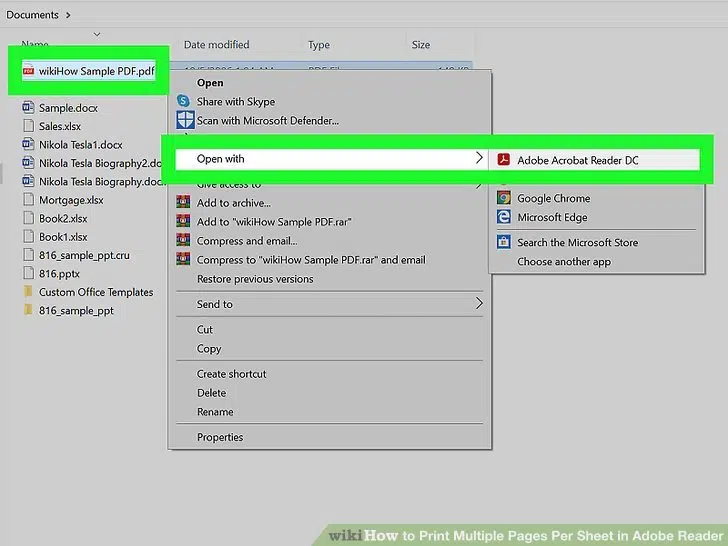 Documents >
Name Date modified Type Size
wikiHow Sample PDF.pdf
Sample.docx
Sales.xlsx
Nikola Tesla1.docx
Nikola Tesla Biography2.do
Nikola Tesla Biography.doc
Mortgage.xlsx
Book2.xlsx
Book1.xlsx
816_sample_ppt.cru
816.pptx
Custom Office Templates
816_sample_ppt
Open
Share with Skype
Scan with Microsoft Defender...
Open with
Give access to
Add to archive...
Add to "wikiHow Sample PDF.rar"
Compress and email...
Compress to "wikiHow Sample PDF.rar" and email
Restore previous versions
Send to
Cut
Copy
Create shortcut
Delete
Rename
Properties
Adobe Acrobat Reader DC
Google Chrome
Microsoft Edge
Search the Microsoft Store
Choose another app
wikiHow to Print Multiple Pages Per Sheet in Adobe Reader